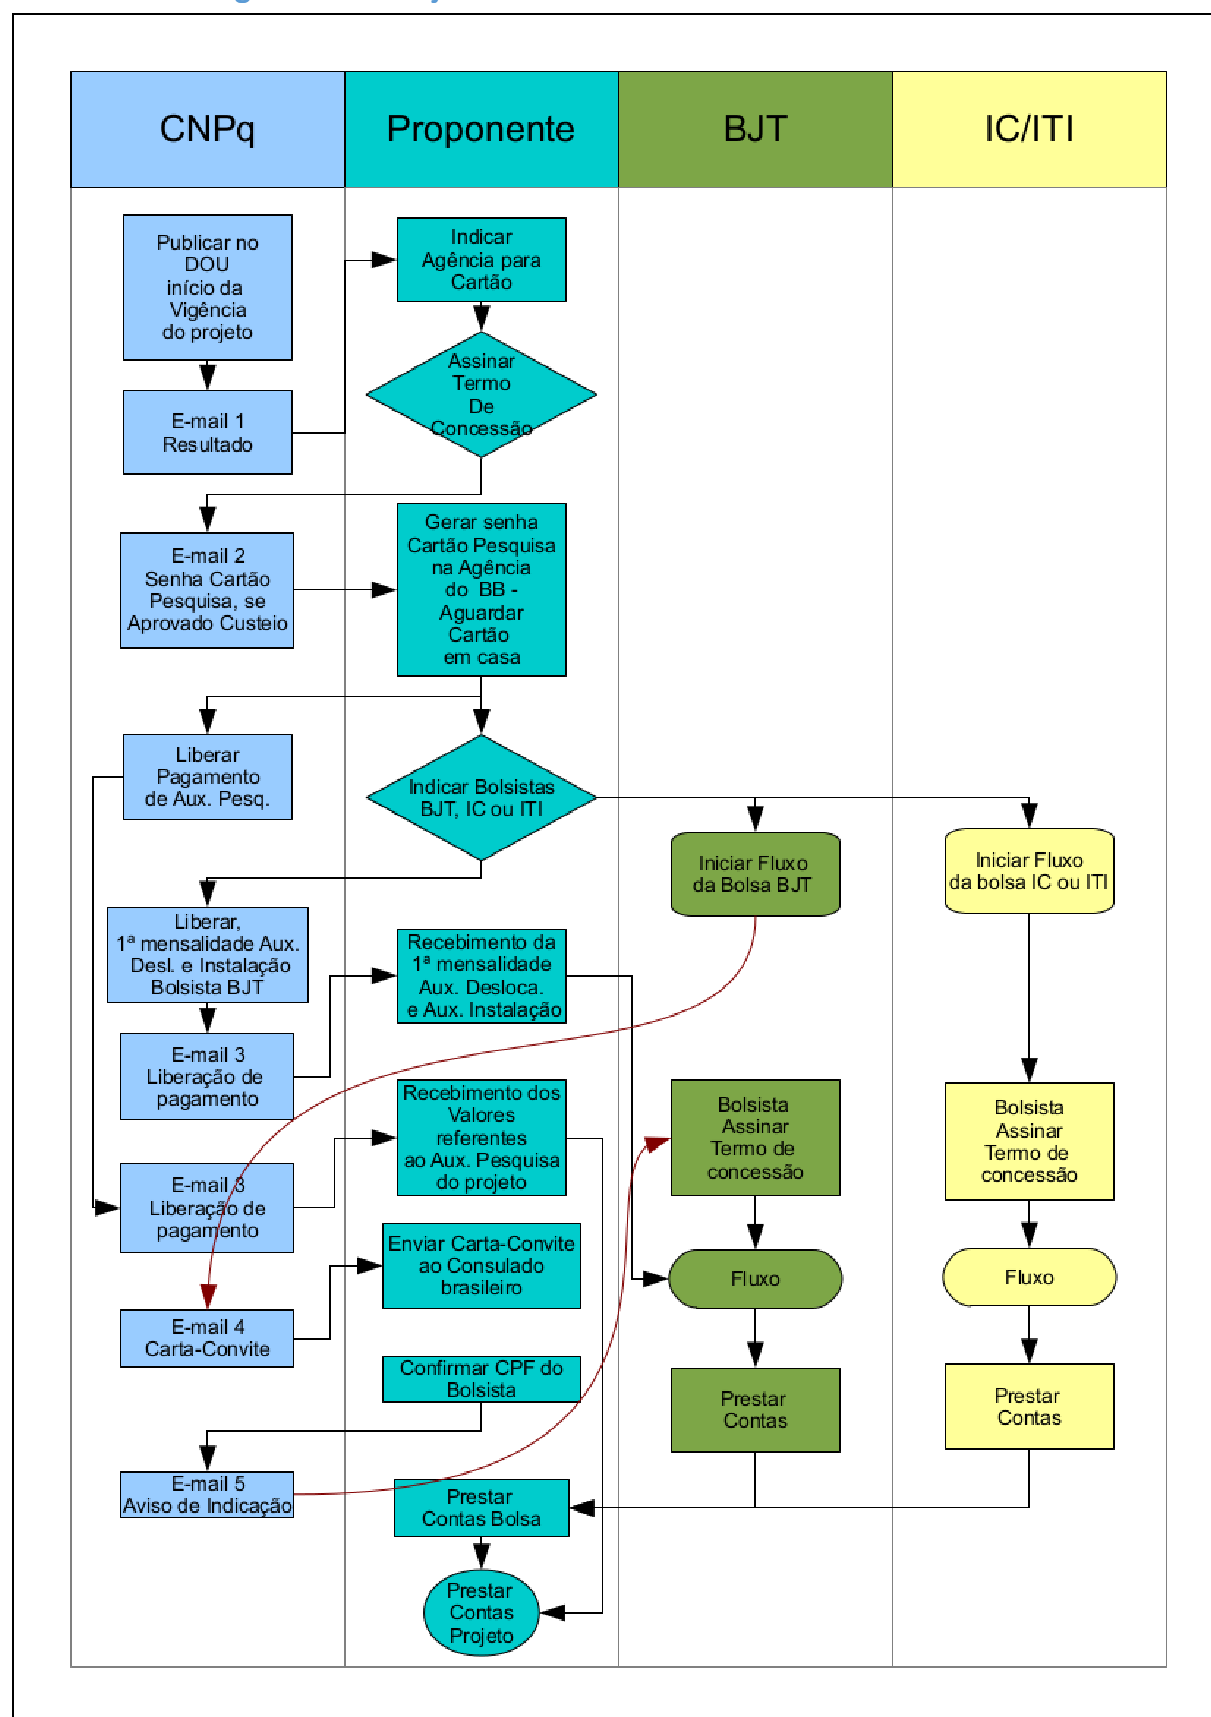 CNPq
Proponente
BJT
IC/ITI
Publicar no
DOU
início da
Vigência
do projeto
Indicar
Agência para
Cartão
E-mail 1
Resultado
Assinar
Termo
De
Concessão
E-mail 2
Senha Cartão
Pesquisa, se
Aprovado Custeio
Gerar senha
Cartão Pesquisa
na Agência
do BB -
Aguardar
Cartão
em casa
Liberar
Pagamento
de Aux. Pesq.
Indicar Bolsistas
BJT, IC ou ITI
Iniciar Fluxo
da Bolsa BJT
Iniciar Fluxo
da bolsa IC ou ITI
Liberar,
1ª mensalidade Aux.
Desl. e Instalação
Bolsista BJT
Recebimento da
1ª mensalidade
Aux. Desloca.
e Aux. Instalação
E-mail 3
Liberação de
pagamento
Recebimento dos
Valores
referentes
ao Aux. Pesquisa
do projeto
Bolsista
Assinar
Termo de
concessão
Bolsista
Assinar
Termo de
concessão
E-mail 3
Liberação de
pagamento
Enviar Carta-Convite
ao Consulado
brasileiro
Fluxo
Fluxo
E-mail 4
Carta-Convite
Confirmar CPF do
Bolsista
Prestar
Contas
Prestar
Contas
E-mail 5
Aviso de Indicação
Prestar
Contas Bolsa
Prestar
Contas
Projeto